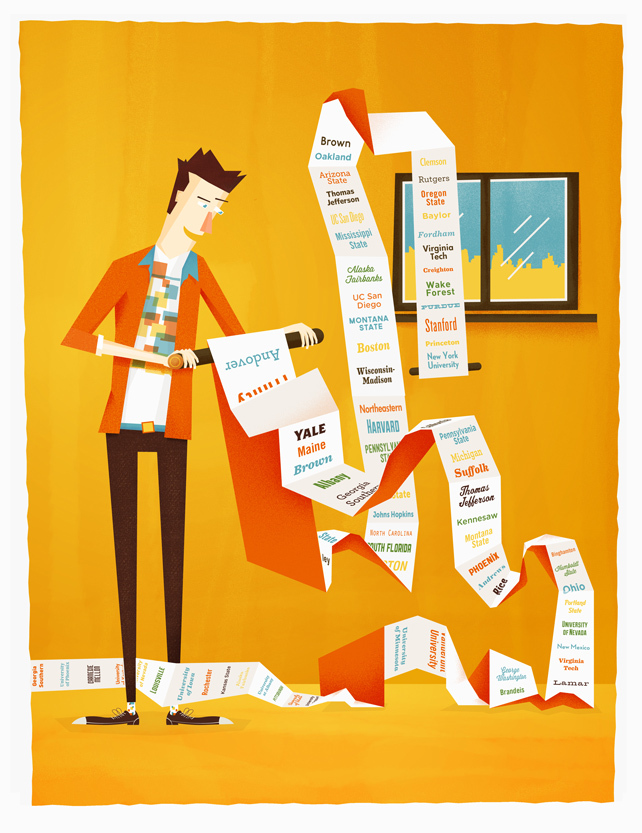 Brown
Oakland
Arizona
State
Thomas
Jefferson
UC San Diego
Mississippi
State
Alaska
Fairbanks
UC San
Diego
MONTANA
STATE
Boston
Wisconsin-
Madison
Northeastern
HARVARD
Johns Hopkins
NORTH CAROLINA
Clemson
Rutgers
Oregon
State
Baylor
Fordham
Virginia
Tech
Creighton
Wake
Forest
PURDUE
Stanford
Princeton
New York
University
Andover
YALE
Maine
Brown
Albany
Georgia
Southern
State
Pennsylvania
State
Michigan
Suffolk
Thomas
Jefferson
Kennesaw
Montana
State
PHOENIX
Andrews
Rice
Binghamton
Humboldt
State
Ohio
Portland
State
UNIVERSITY
OF NEVADA
New Mexico
Virginia
Tech
Lamar
George
Washington
Brandeis
University
of Minnesota
Georgia
Southern
LOUISVILLE
University
of Iowa
Rochester
Kansas State